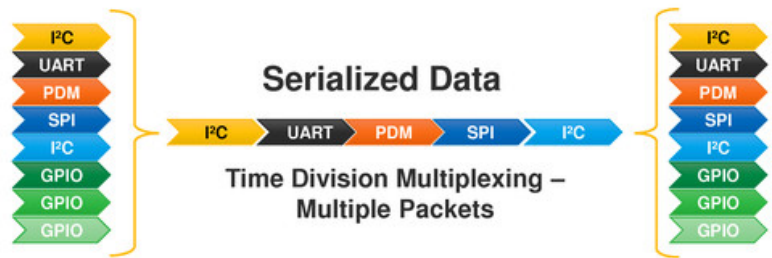 I²C
UART
PDM
SPI
I²C
GPIO
GPIO
GPIO
Serialized Data
I²C UART PDM SPI I²C
Time Division Multiplexing –
Multiple Packets
I²C
UART
PDM
SPI
I²C
GPIO
GPIO
GPIO